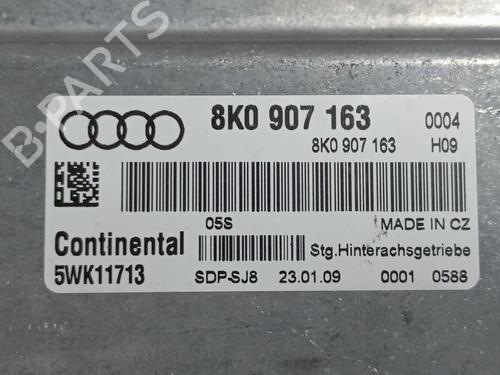 B-PARTS
8K0 907 163 0004
8K0 907 163 H09
05S MADE IN CZ
Continental Stg.Hinterachsgetriebe
5WK11713 SDP-SJ8 23.01.09 0001 0588